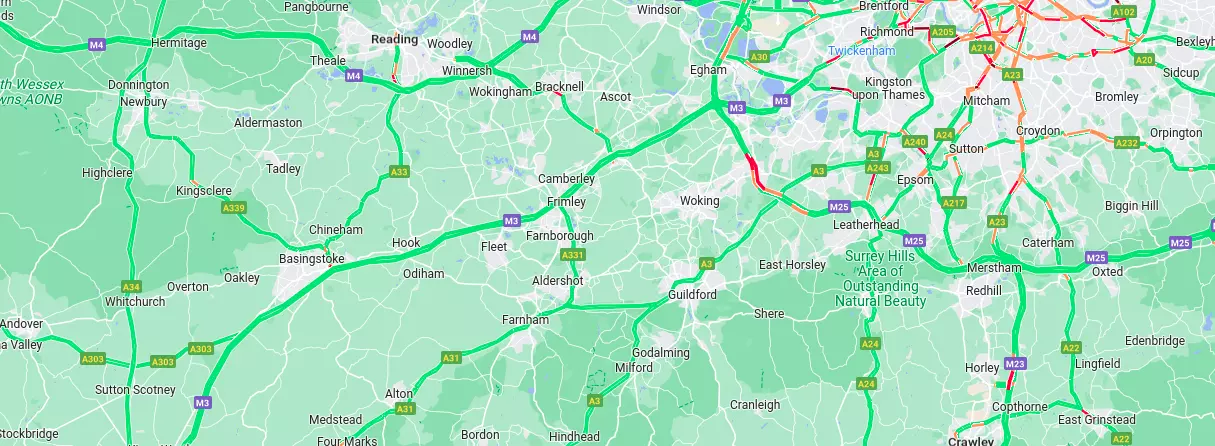 Pangbourne
Windsor
Brentford
A102
ds
M4
Hermitage
Reading
Woodley
M4
Richmond
A205
A214
Bexleyh
Theale
M4
Winnersh
Twickenham
A30
A20
th Wessex
wns AONB
Donnington
Newbury
Wokingham
Bracknell
Ascot
Egham
Kingston
upon Thames
A23
Sidcup
Mitcham
Bromley
M3
M3
Aldermaston
Croydon
Orpington
A24
A240
A232
Sutton
Highclere
Tadley
A33
Camberley
A3
A3
A243
Epsom
Kingsclere
Frimley
Woking
A339
M3
M25
A217
Biggin Hill
Chineham
Hook
Fleet
Farnborough
Leatherhead
A23
Caterham
M25
M25
Basingstoke
A331
A3
East Horsley
Surrey Hills
Area of
Outstanding
Natural Beauty
Merstham
M25
Oxted
Oakley
Odiham
Aldershot
Guildford
Redhill
A34
Overton
Whitchurch
Shere
Andover
a Valley
Farnham
A303
A303
A303
A31
Godalming
Milford
A24
A22
Edenbridge
Horley
M23
Lingfield
Sutton Scotney
M3
Alton
A31
A3
A24
Cranleigh
Copthorne
East Grinstead
Medstead
Four Marks
Bordon
Hindhead
Stockbridge
Crawley
A22